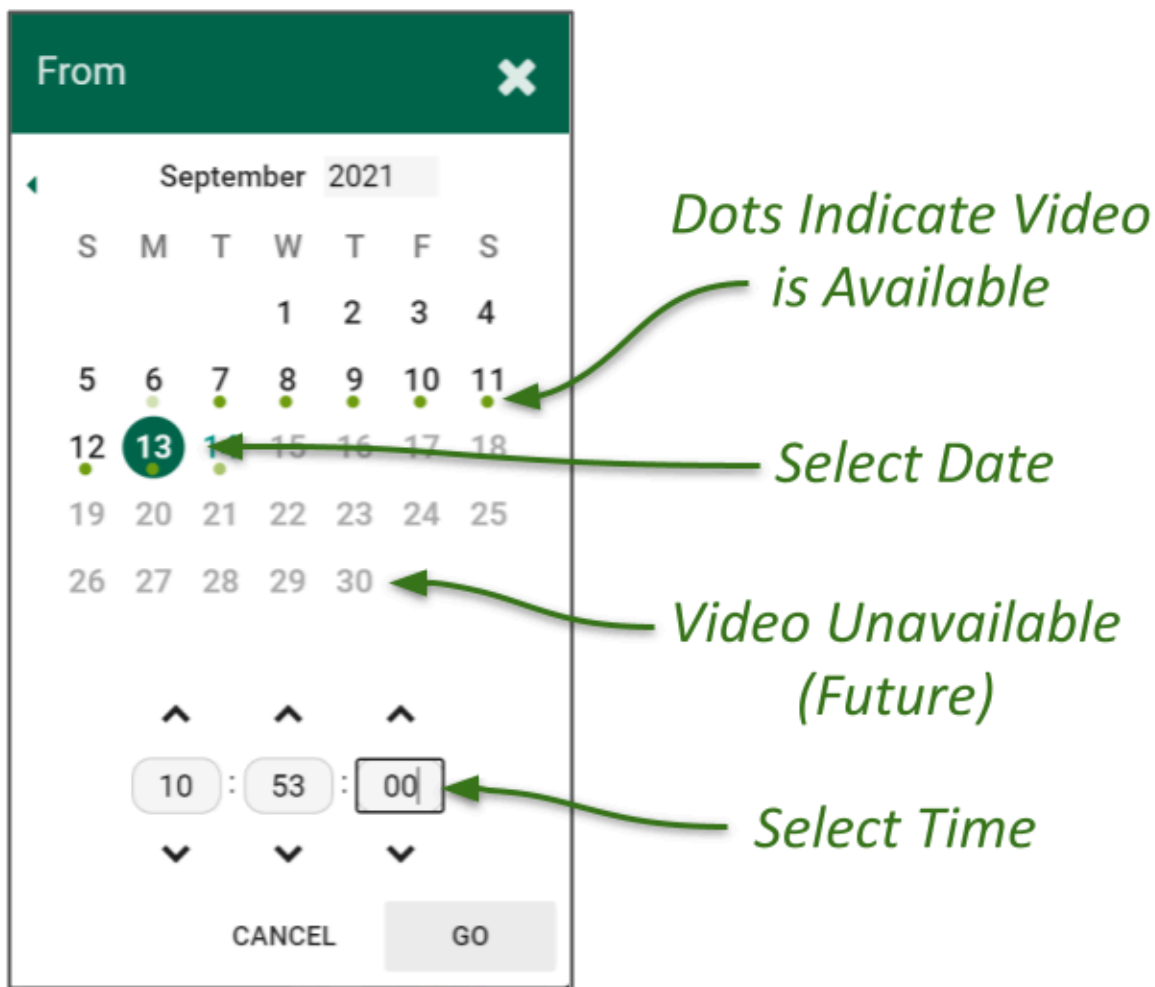 From
September 2021
S M T W T F S
1 2 3 4
5 6 7 8 9 10 11
12 13 15 16 17 18
19 20 21 22 23 24 25
26 27 28 29 30
10 : 53 : 00
CANCEL GO
Dots Indicate Video
is Available
Select Date
Video Unavailable
(Future)
Select Time